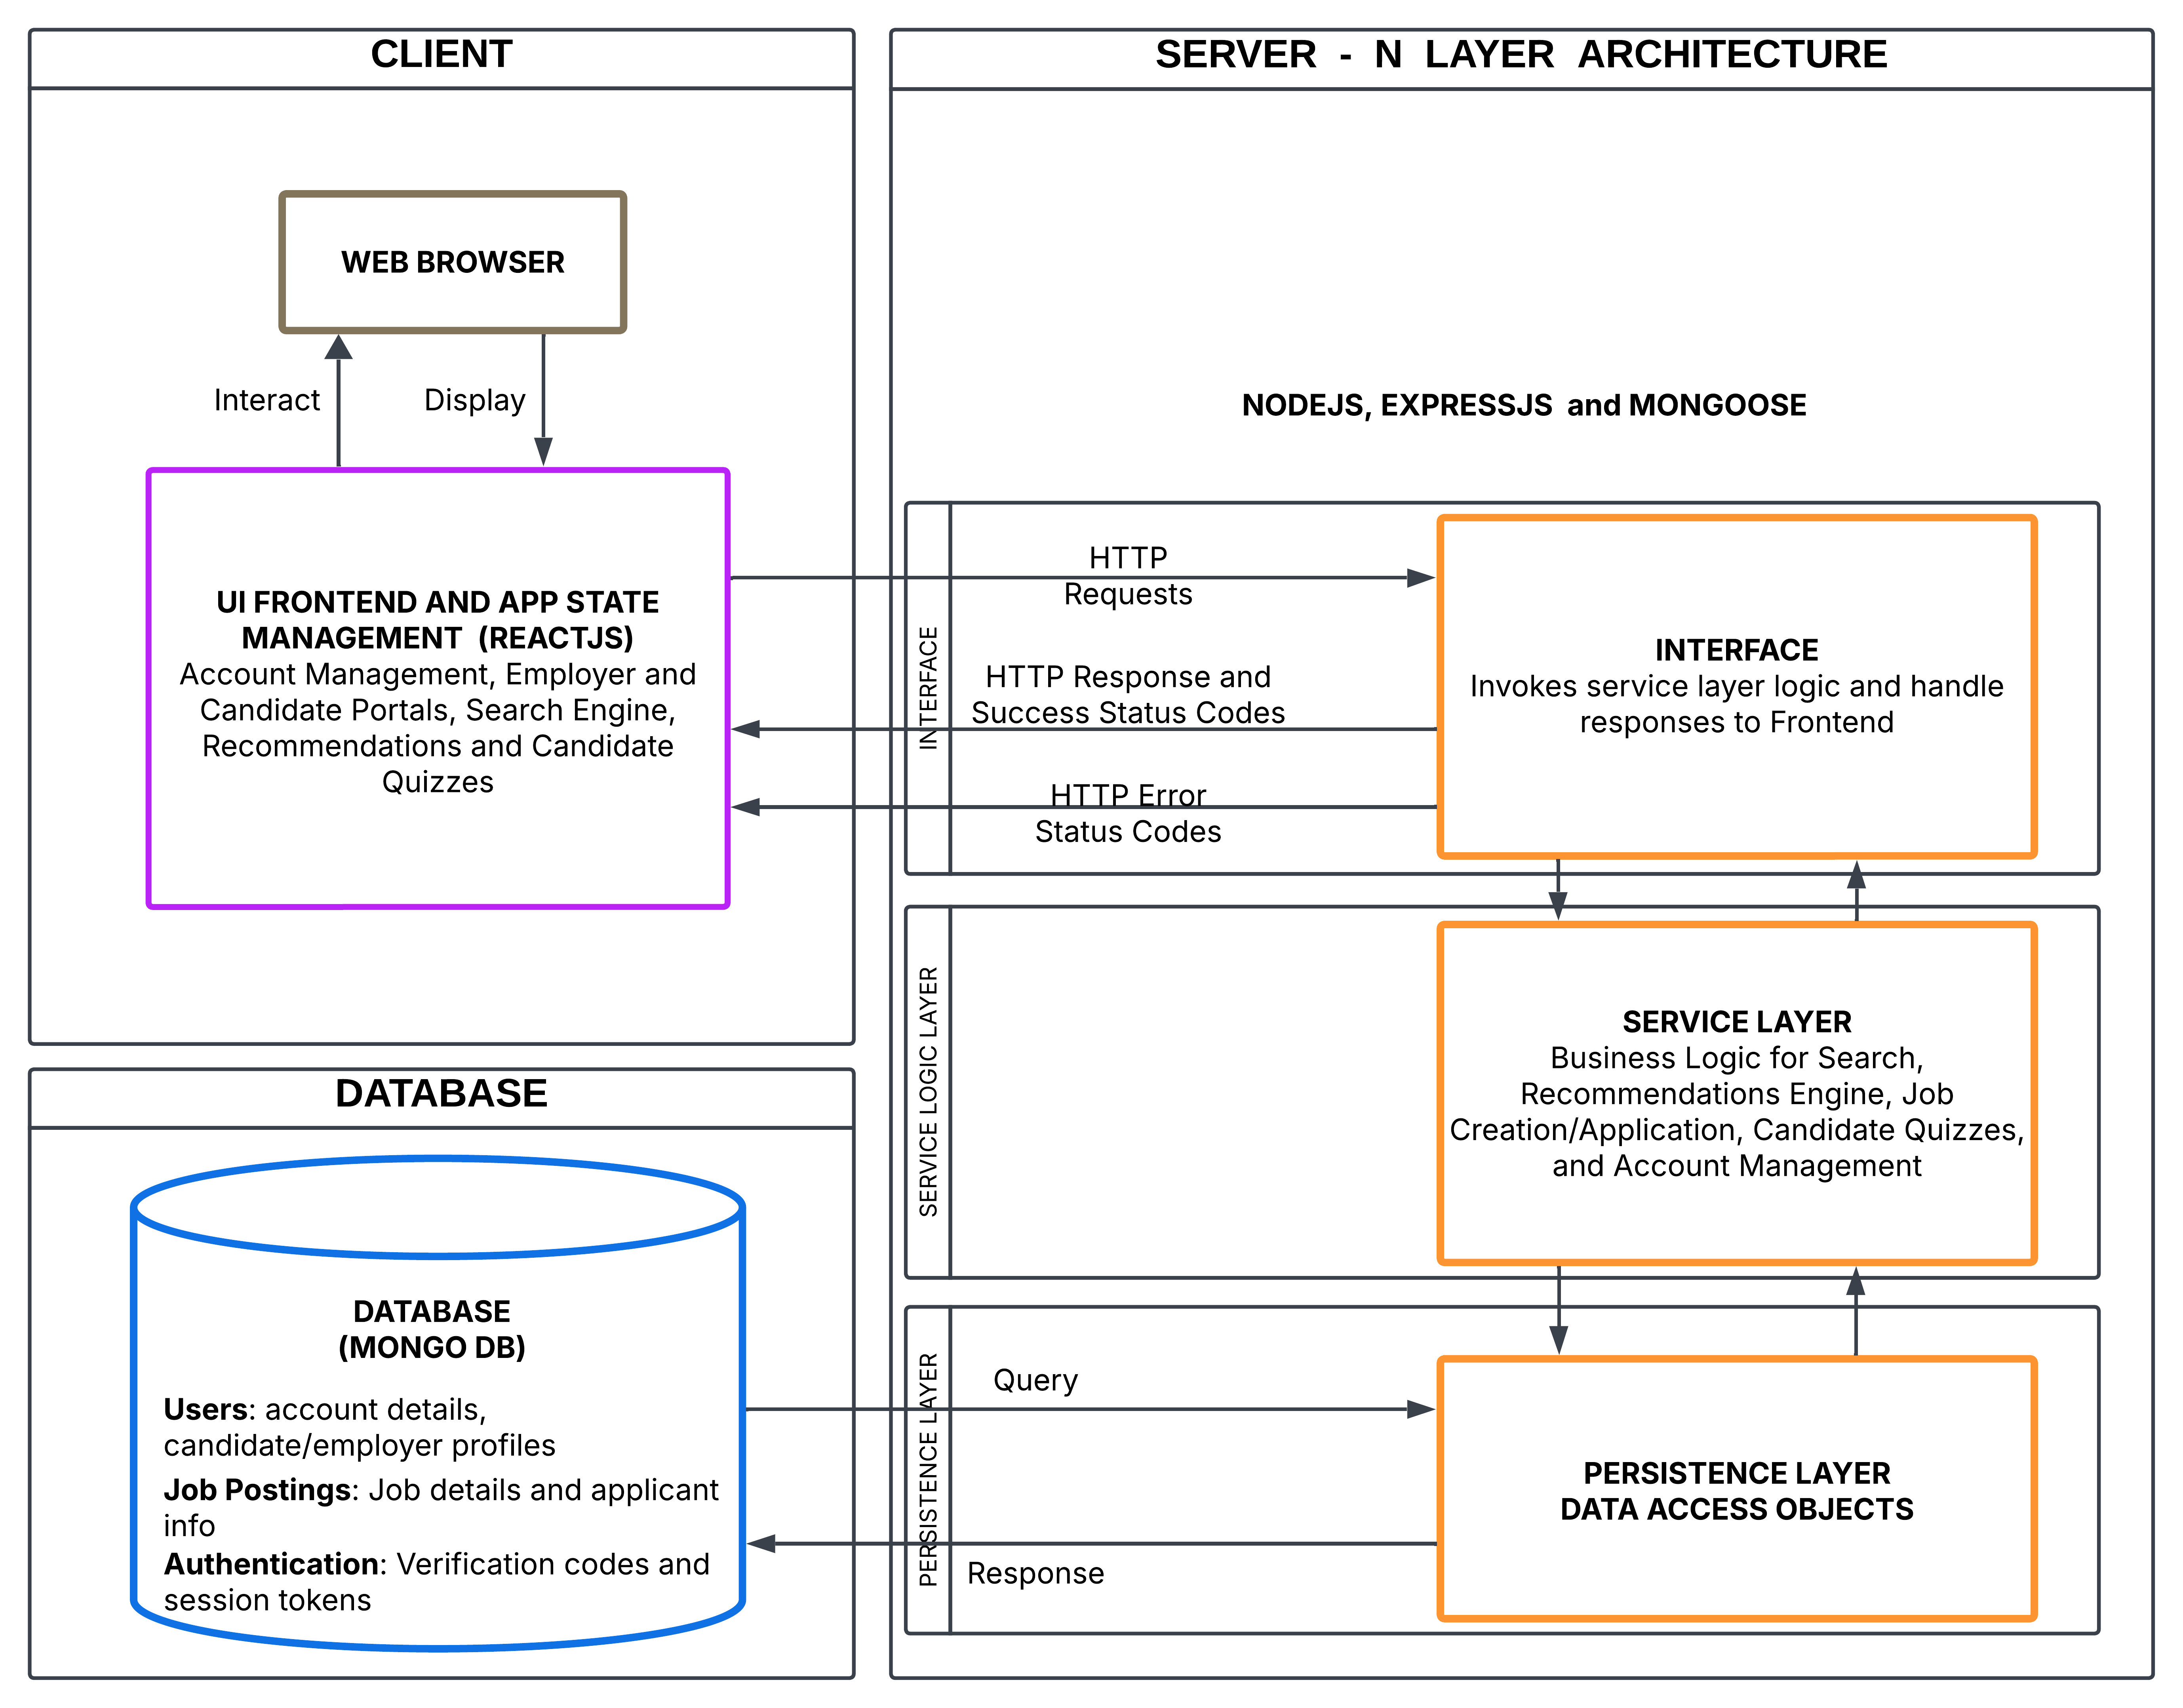 CLIENT
WEB BROWSER
Interact
Display
UI FRONTEND AND APP STATE
MANAGEMENT (REACTJS)
Account Management, Employer and
Candidate Portals, Search Engine,
Recommendations and Candidate
Quizzes
DATABASE
DATABASE
(MONGO DB)
Users: account details,
candidate/employer profiles
Job Postings: Job details and applicant
info
Authentication: Verification codes and
session tokens
SERVER - N LAYER ARCHITECTURE
NODEJS, EXPRESSJS and MONGOOSE
INTERFACE
HTTP
Requests
HTTP Response and
Success Status Codes
HTTP Error
Status Codes
INTERFACE
Invokes service layer logic and handle
responses to Frontend
SERVICE LOGIC LAYER
SERVICE LAYER
Business Logic for Search,
Recommendations Engine, Job
Creation/Application, Candidate Quizzes,
and Account Management
PERSISTENCE LAYER
Query
Response
PERSISTENCE LAYER
DATA ACCESS OBJECTS